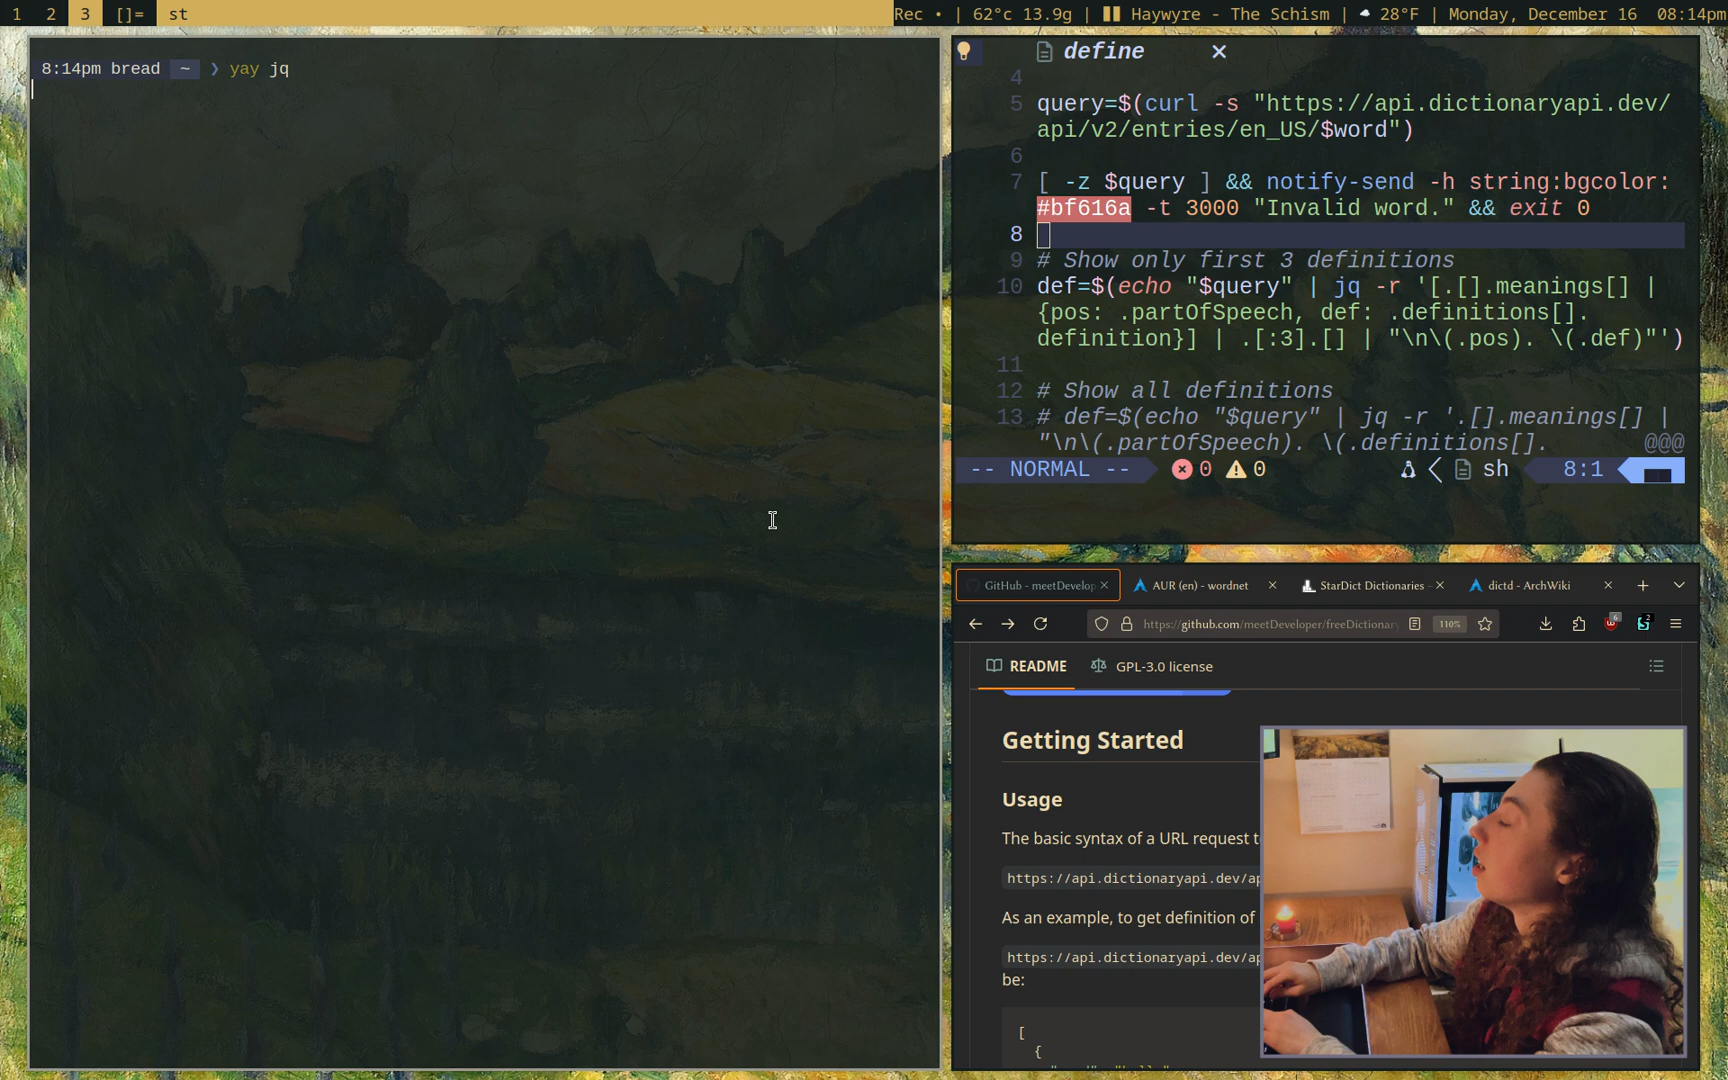 1 2 3 []= st
Rec • | 62°c 13.9g | Haywyre - The Schism | 28°F | Monday, December 16 08:14pm
8:14pm bread ~ ❯ yay jq
define ✕
4
5 query=$(curl -s "https://api.dictionaryapi.dev/
api/v2/entries/en_US/$word")
6
7 [ -z $query ] && notify-send -h string:bgcolor:
#bf616a -t 3000 "Invalid word." && exit 0
8
9 # Show only first 3 definitions
10 def=$(echo "$query" | jq -r '[.[].meanings[] |
{pos: .partOfSpeech, def: .definitions[].
definition}] | .[:3].[] | "\n\(.pos). \(.def)"')
11
12 # Show all definitions
13 # def=$(echo "$query" | jq -r '.[].meanings[] |
"\n\(.partOfSpeech). \(.definitions[]. @@@
-- NORMAL -- 0 0 sh 8:1
GitHub - meetDevelop AUR (en) - wordnet StarDict Dictionaries - dictd - ArchWiki
https://github.com/meetDeveloper/freeDictionar 110%
README GPL-3.0 license
Getting Started
Usage
The basic syntax of a URL request t
https://api.dictionaryapi.dev/ap
As an example, to get definition of
https://api.dictionaryapi.dev/ap
be:
[
{